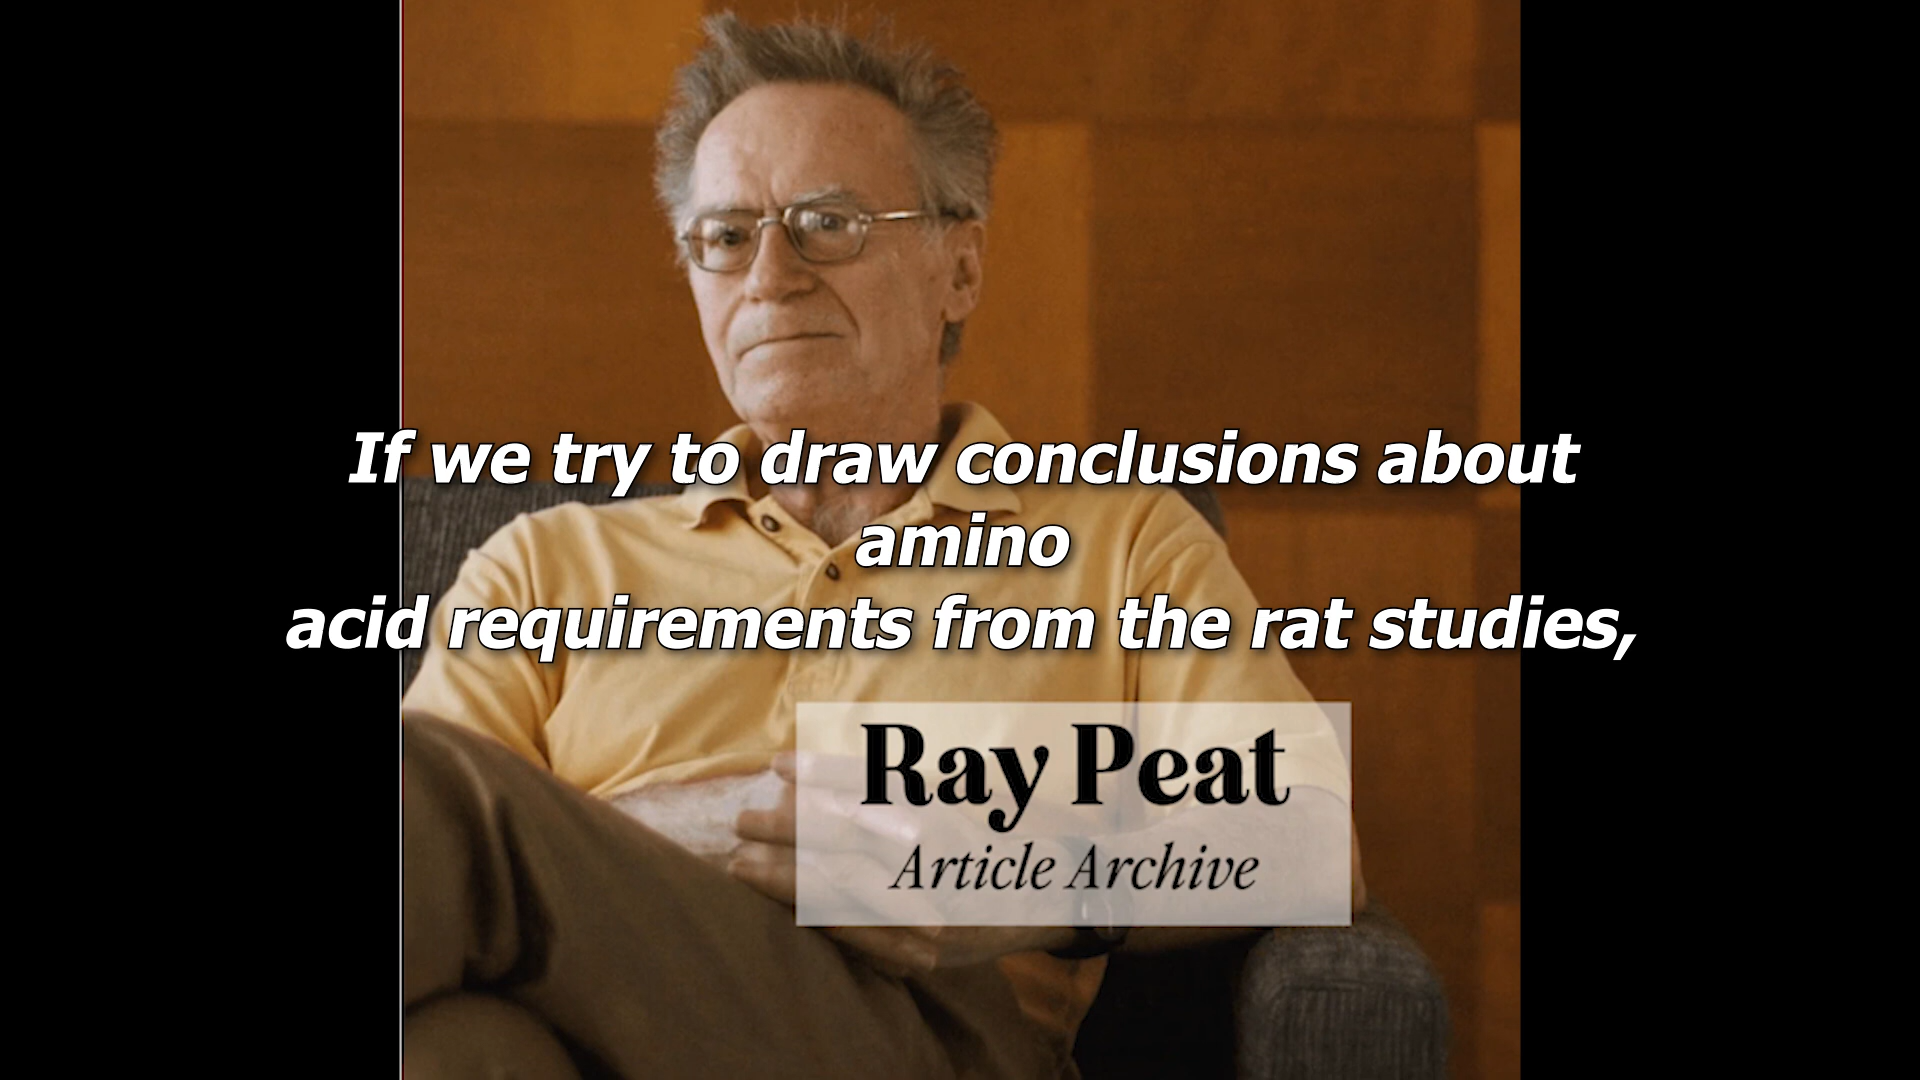 If we try to draw conclusions about
amino
acid requirements from the rat studies,
Ray Peat
Article Archive